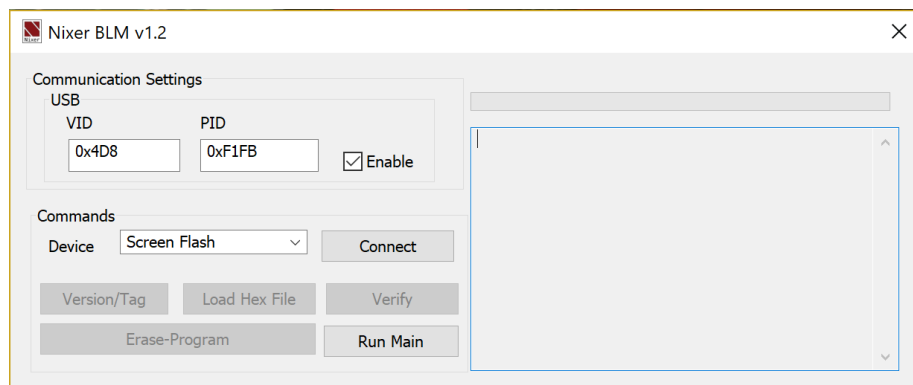 Nixer BLM v1.2
Communication Settings
USB
VID PID
0x4D8 0xF1FB Enable
Commands
Device Screen Flash Connect
Version/Tag Load Hex File Verify
Erase-Program Run Main